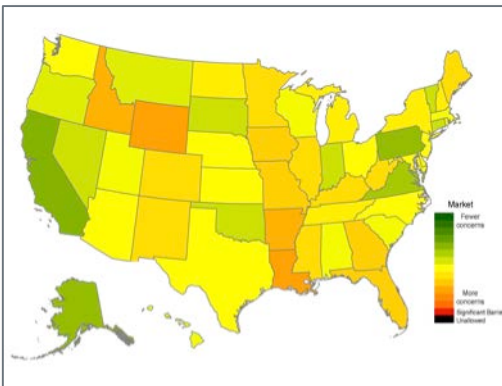 Market
Fewer
concerns
More
concerns
Significant Barrie
Unallowed